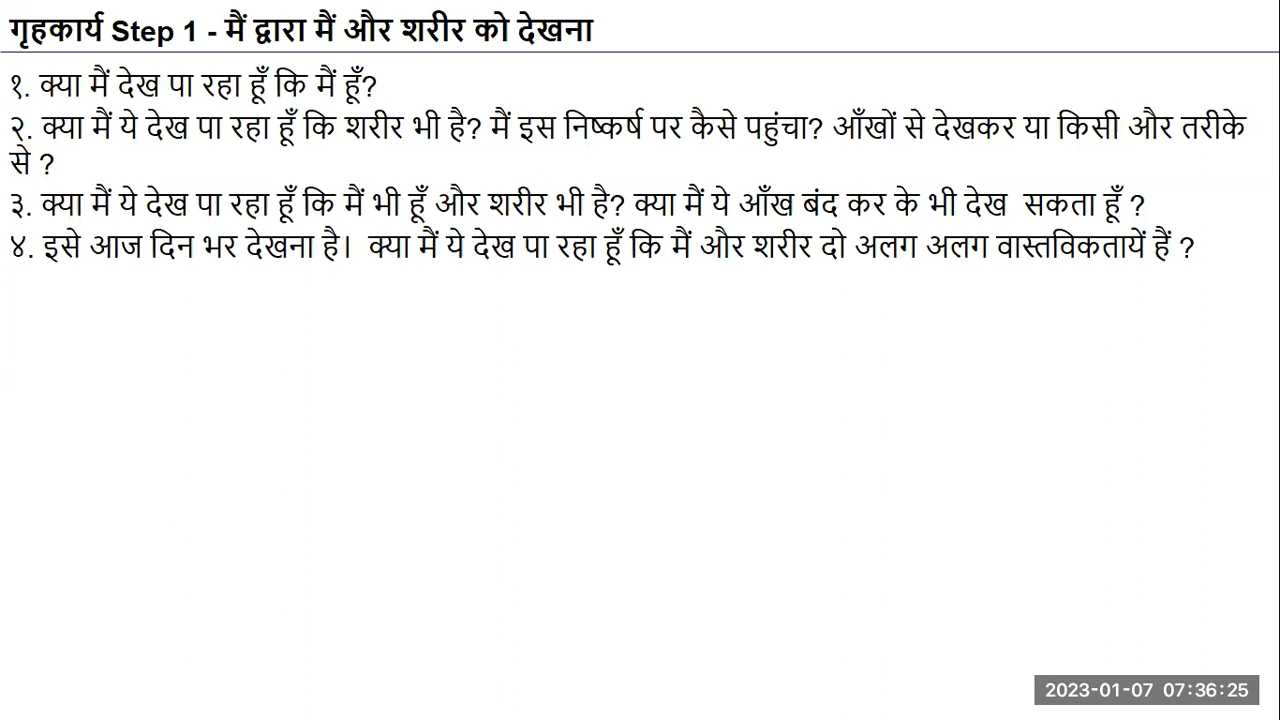 गृहकार्य Step 1 - मैं द्वारा मैं और शरीर को देखना
१. क्या मैं देख पा रहा हूँ कि मैं हूँ?
२. क्या मैं ये देख पा रहा हूँ कि शरीर भी है? मैं इस निष्कर्ष पर कैसे पहुंचा? आँखों से देखकर या किसी और तरीके
से ?
३. क्या मैं ये देख पा रहा हूँ कि मैं भी हूँ और शरीर भी है? क्या मैं ये आँख बंद कर के भी देख  सकता हूँ ?
४. इसे आज दिन भर देखना है।  क्या मैं ये देख पा रहा हूँ कि मैं और शरीर दो अलग अलग वास्तविकतायें हैं ?
2023-01-07 07:36:25